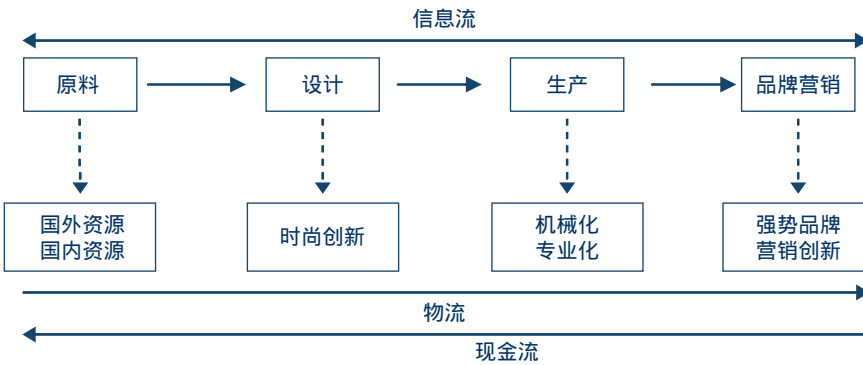 信息流
原料
设计
生产
品牌营销
国外资源
国内资源
时尚创新
机械化
专业化
强势品牌
营销创新
物流
现金流